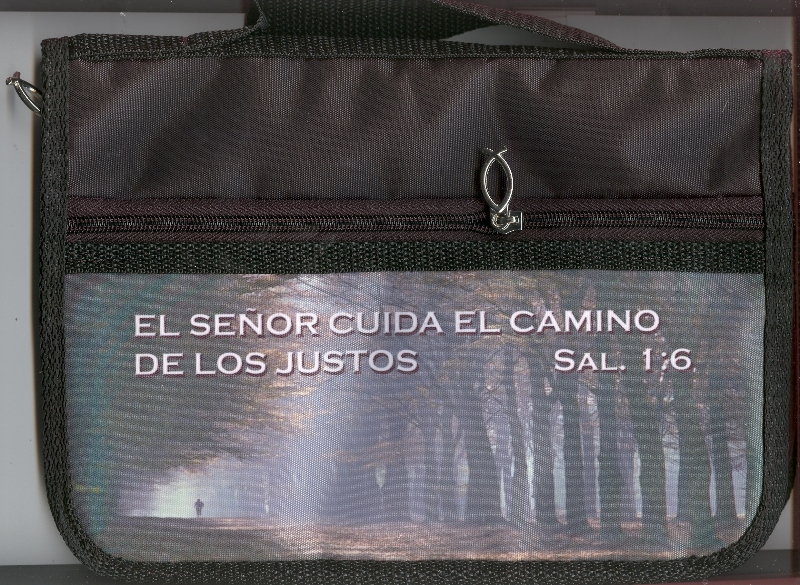 EL SEÑOR CUIDA EL CAMINO
DE LOS JUSTOS SAL. 1:6